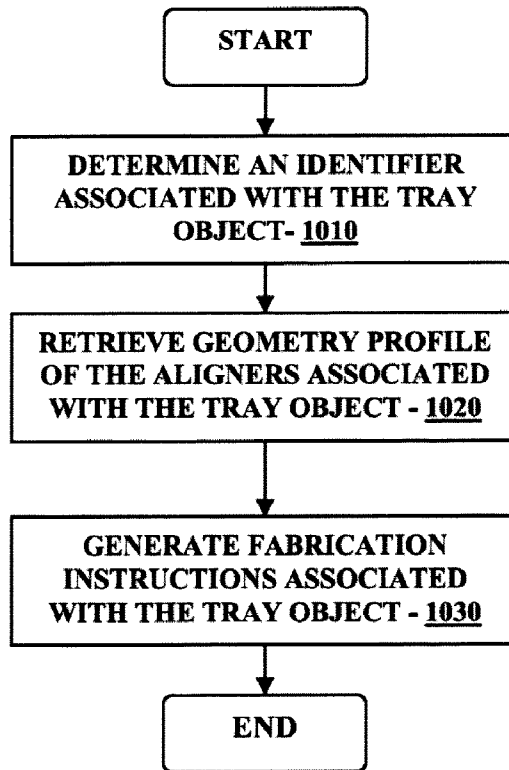 START
DETERMINE AN IDENTIFIER
ASSOCIATED WITH THE TRAY
OBJECT- 1010
RETRIEVE GEOMETRY PROFILE
OF THE ALIGNERS ASSOCIATED
WITH THE TRAY OBJECT - 1020
GENERATE FABRICATION
INSTRUCTIONS ASSOCIATED
WITH THE TRAY OBJECT - 1030
END